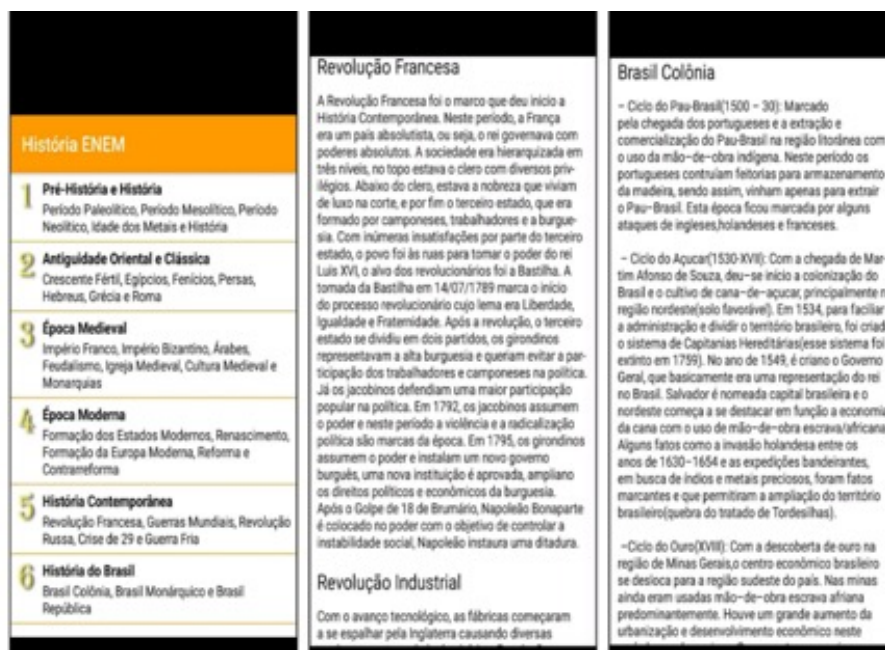 História ENEM
1 Pré-História e História
Período Paleolítico, Período Mesolítico, Período
Neolítico, Idade dos Metais e História
2 Antiguidade Oriental e Clássica
Crescente Fértil, Egípcios, Fenícios, Persas,
Hebreus, Grécia e Roma
3 Época Medieval
Império Franco, Império Bizantino, Árabes,
Feudalismo, Igreja Medieval, Cultura Medieval e
Monarquias
4 Época Moderna
Formação dos Estados Modernos, Renascimento,
Formação da Europa Moderna, Reforma e
Contrarreforma
5 História Contemporânea
Revolução Francesa, Guerras Mundiais, Revolução
Russa, Crise de 29 e Guerra Fria
6 História do Brasil
Brasil Colônia, Brasil Monárquico e Brasil
República
Revolução Francesa
A Revolução Francesa foi o marco que deu inicio a
História Contemporânea. Neste período, a França
era um país absolutista, ou seja, o rei governava com
poderes absolutos. A sociedade era hierarquizada em
três níveis, no topo estava o clero com diversos priv-
ilégios. Abaixo do clero, estava a nobreza que viviam
de luxo na corte, e por fim o terceiro estado, que era
formado por camponeses, trabalhadores e a burgue-
sia. Com inúmeras insatisfações por parte do terceiro
estado, o povo foi às ruas para tomar o poder do rei
Luis XVI, o alvo dos revolucionários foi a Bastilha. A
tomada da Bastilha em 14/07/1789 marca o início
do processo revolucionário cujo lema era Liberdade,
Igualdade e Fraternidade. Após a revolução, o terceiro
estado se dividiu em dois partidos, os girondinos
representavam a alta burguesia e queriam evitar a par-
ticipação dos trabalhadores e camponeses na política.
Já os jacobinos defendiam uma maior participação
popular na política. Em 1792, os jacobinos assumem
o poder e neste período a violência e a radicalização
política são marcas da época. Em 1795, os girondinos
assumem o poder e instalam um novo governo
burguês, uma nova instituição é aprovada, ampliano
os direitos políticos e econômicos da burguesia.
Após o Golpe de 18 de Brumário, Napoleão Bonaparte
é colocado no poder com o objetivo de controlar a
instabilidade social, Napoleão instaura uma ditadura.
Revolução Industrial
Com o avanço tecnológico, as fábricas começaram
a se espalhar pela Inglaterra causando diversas
Brasil Colônia
– Ciclo do Pau-Brasil(1500 – 30): Marcado
pela chegada dos portugueses e a extração e
comercialização do Pau-Brasil na região litorânea com
o uso da mão-de-obra indígena. Neste período os
portugueses contruíam feitorias para armazenamento
da madeira, sendo assim, vinham apenas para extrair
o Pau-Brasil. Esta época ficou marcada por alguns
ataques de ingleses,holandeses e franceses.
– Ciclo do Açucar(1530-XVII): Com a chegada de Mar-
tim Afonso de Souza, deu-se início a colonização do
Brasil e o cultivo de cana-de-açucar, principalmente
região nordeste(solo favorável). Em 1534, para faciliar
a administração e dividir o território brasileiro, foi criad
o sistema de Capitanias Hereditárias(esse sistema foi
extinto em 1759). No ano de 1549, é criano o Governo
Geral, que basicamente era uma representação do rei
no Brasil. Salvador é nomeada capital brasileira e o
nordeste começa a se destacar em função a economia
da cana com o uso de mão-de-obra escrava/africana
Alguns fatos como a invasão holandesa entre os
anos de 1630-1654 e as expedições bandeirantes,
em busca de índios e metais preciosos, foram fatos
marcantes e que permitiram a ampliação do território
brasileiro(quebra do tratado de Tordesilhas).
–Ciclo do Ouro(XVIII): Com a descoberta de ouro na
região de Minas Gerais,o centro econômico brasileiro
se desloca para a região sudeste do país. Nas minas
ainda eram usadas mão-de-obra escrava afriana
predominantemente. Houve um grande aumento da
urbanização e desenvolvimento econômico neste